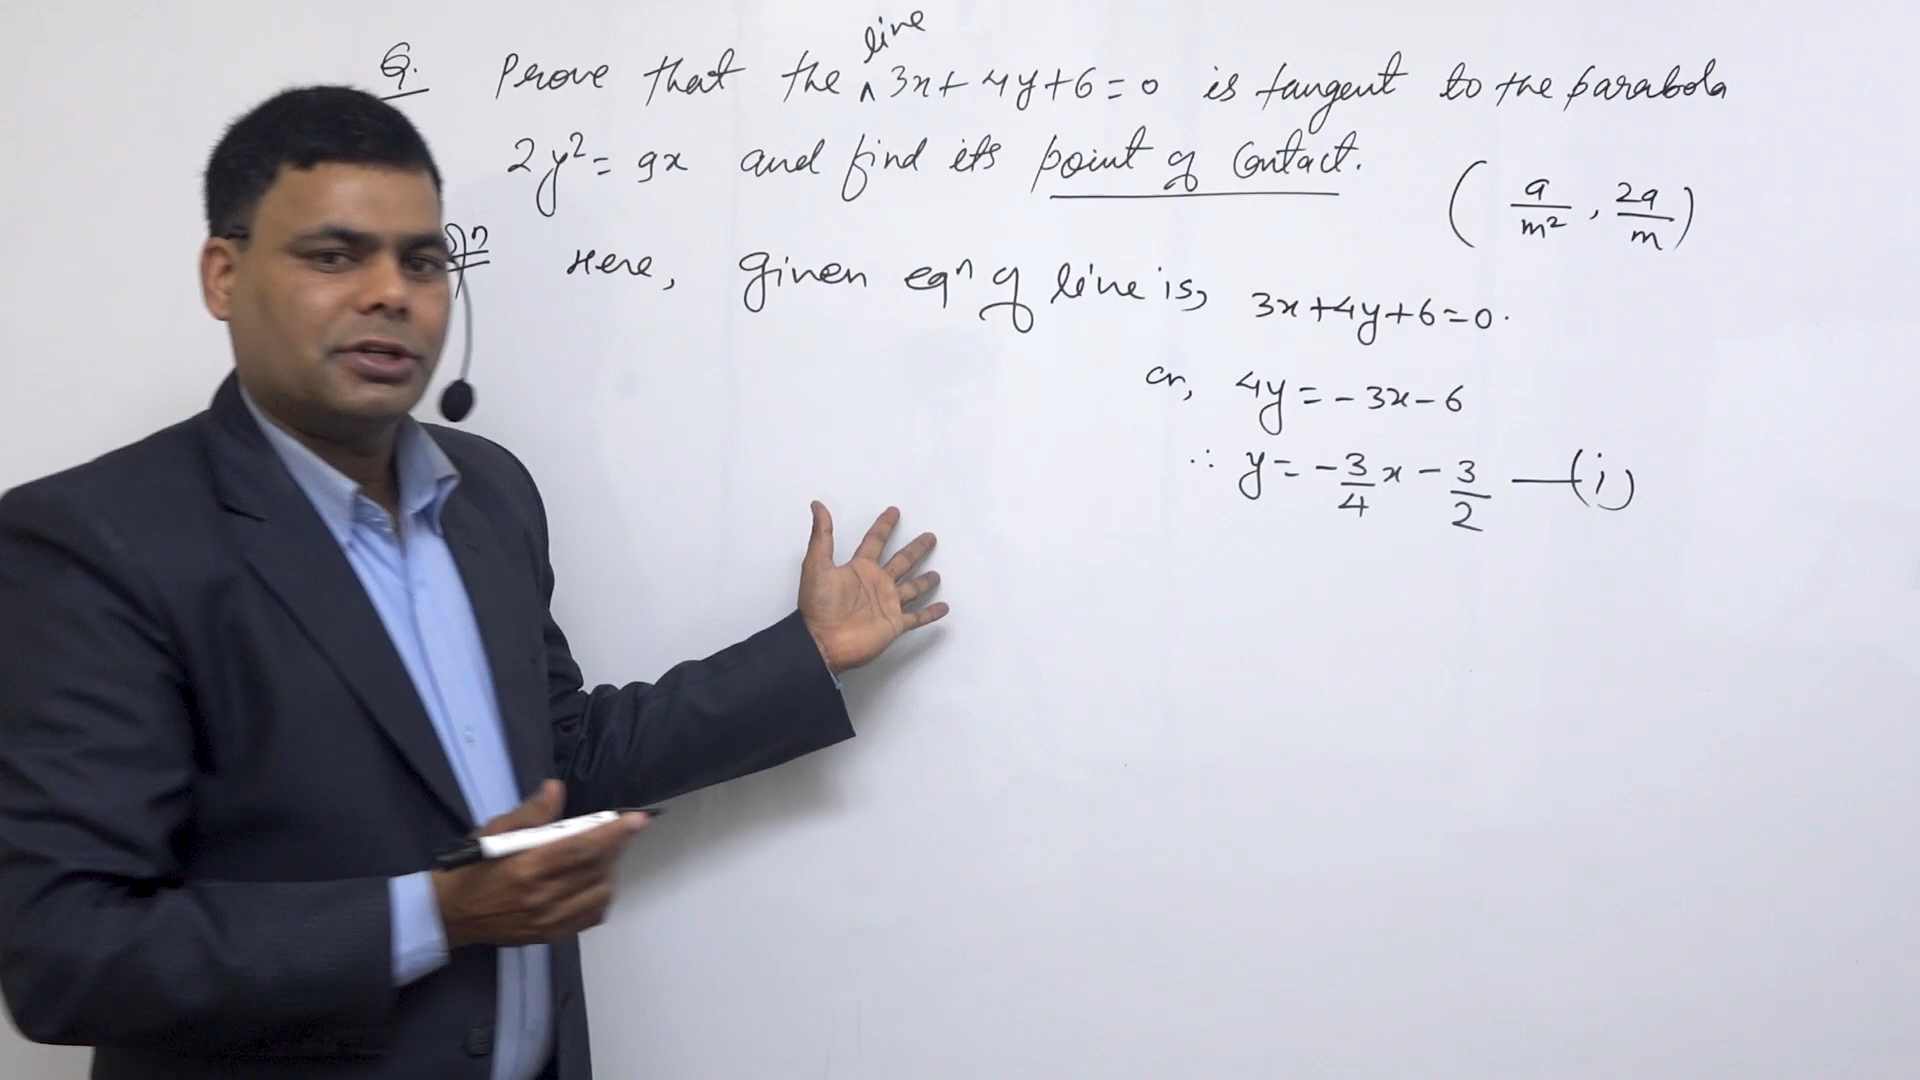 Q. Prove that the line 3x + 4y + 6 = 0 is tangent to the parabola
2y² = 9x and find its point of Contact.
( a/m² , 2a/m )
Solⁿ Here, given eqⁿ of line is, 3x + 4y + 6 = 0.
or, 4y = - 3x - 6
∴ y = -3/4 x - 3/2 —(i)